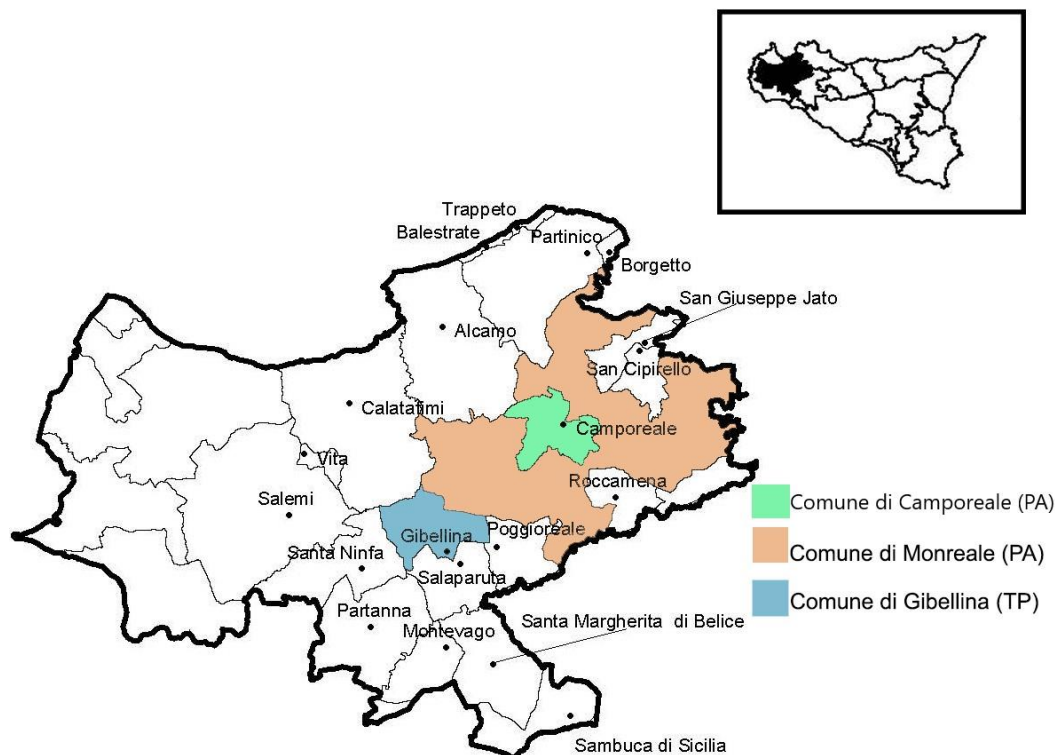 Trappeto
Balestrate
Partinico
Borgetto
San Giuseppe Jato
Alcamo
San Cipirello
Calatafimi
Camporeale
Vita
Roccamena
Salemi
Gibellina
Poggioreale
Santa Ninfa
Salaparuta
Partanna
Montevago
Santa Margherita di Belice
Sambuca di Sicilia
Comune di Camporeale (PA)
Comune di Monreale (PA)
Comune di Gibellina (TP)